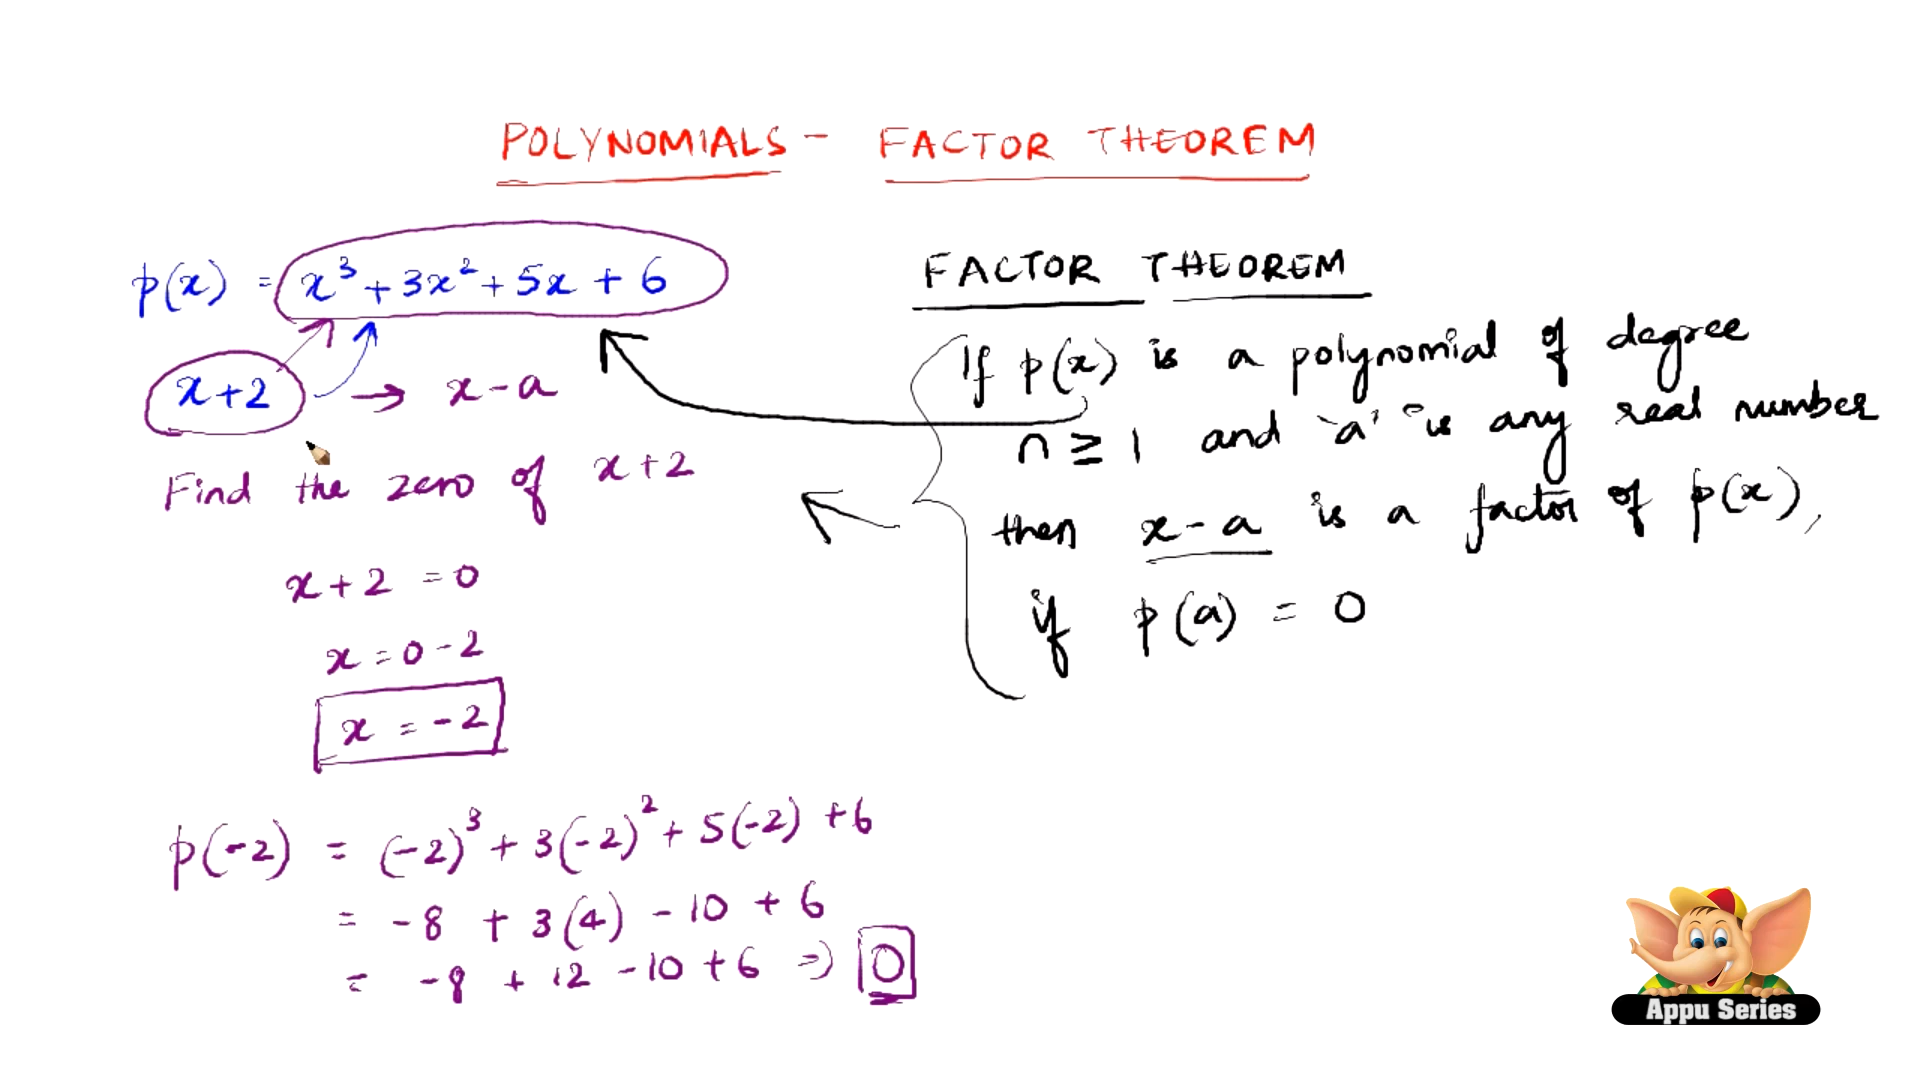 POLYNOMIALS - FACTOR THEOREM
p(x) = x³ + 3x² + 5x + 6
x+2 → x-a
Find the zero of x+2
x+2 = 0
x = 0-2
x = -2
p(-2) = (-2)³ + 3(-2)² + 5(-2) + 6
= -8 + 3(4) - 10 + 6
= -8 + 12 - 10 + 6 ⇒ 0
FACTOR THEOREM
If p(x) is a polynomial of degree
n ≥ 1 and 'a' is any real number
then x-a is a factor of p(x),
if p(a) = 0
Appu Series